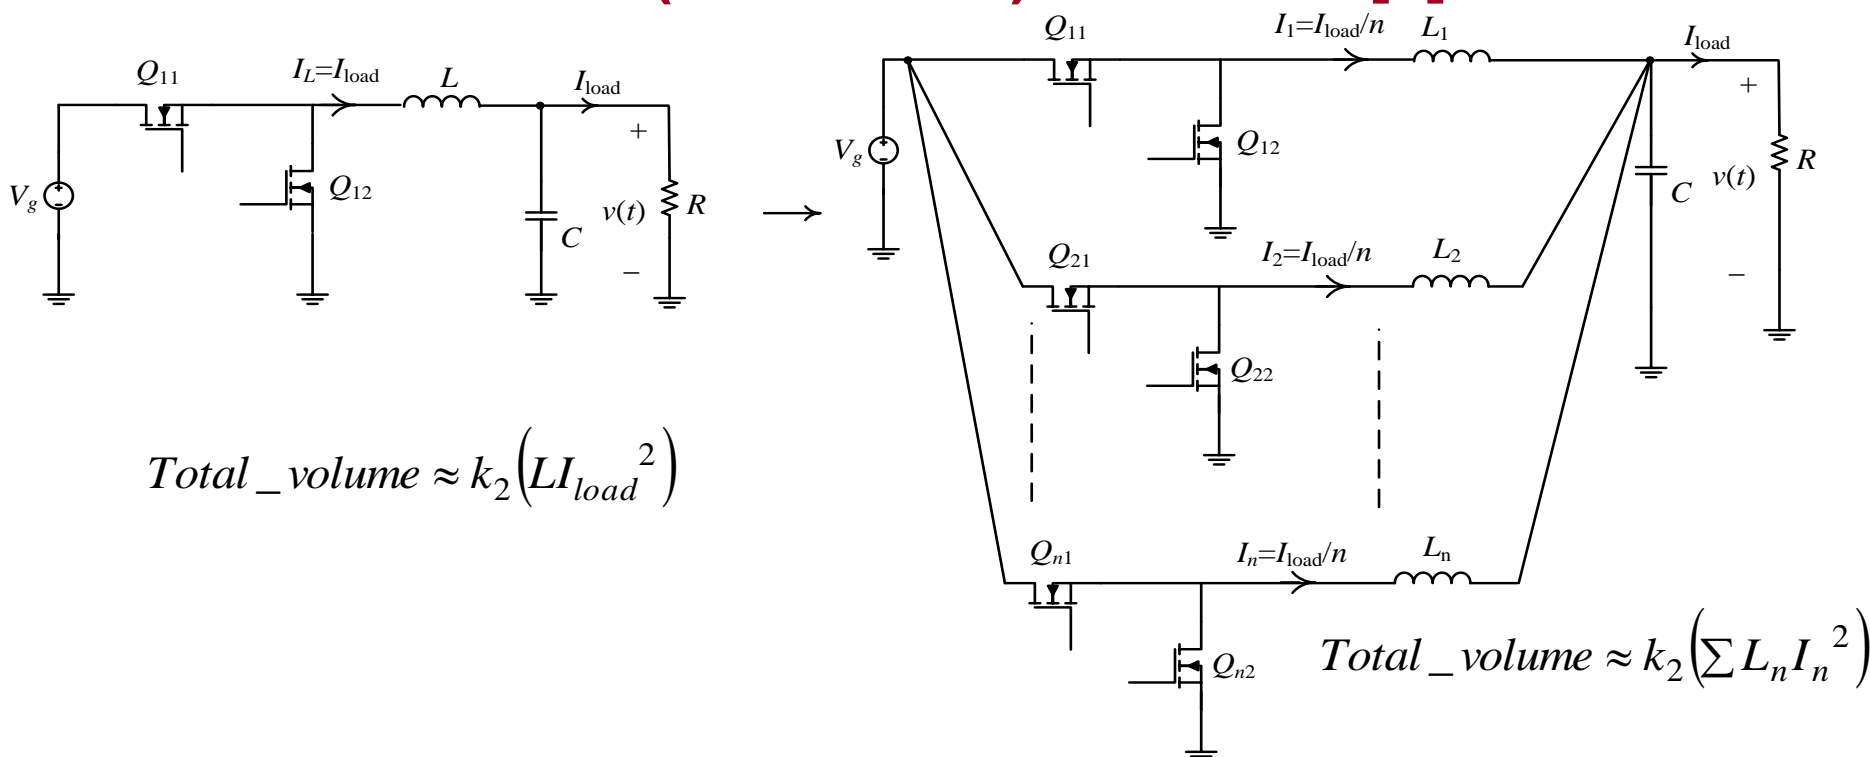 Q11
IL=Iload
L
Iload
+
Vg
Q12
C
v(t)
R
−
Total_volume ≈ k2(LIload2)
Q11
I1=Iload/n
L1
Iload
+
Vg
Q12
C
v(t)
R
−
Q21
I2=Iload/n
L2
Q22
Qn1
In=Iload/n
Ln
Qn2
Total_volume ≈ k2(∑LnIn2)